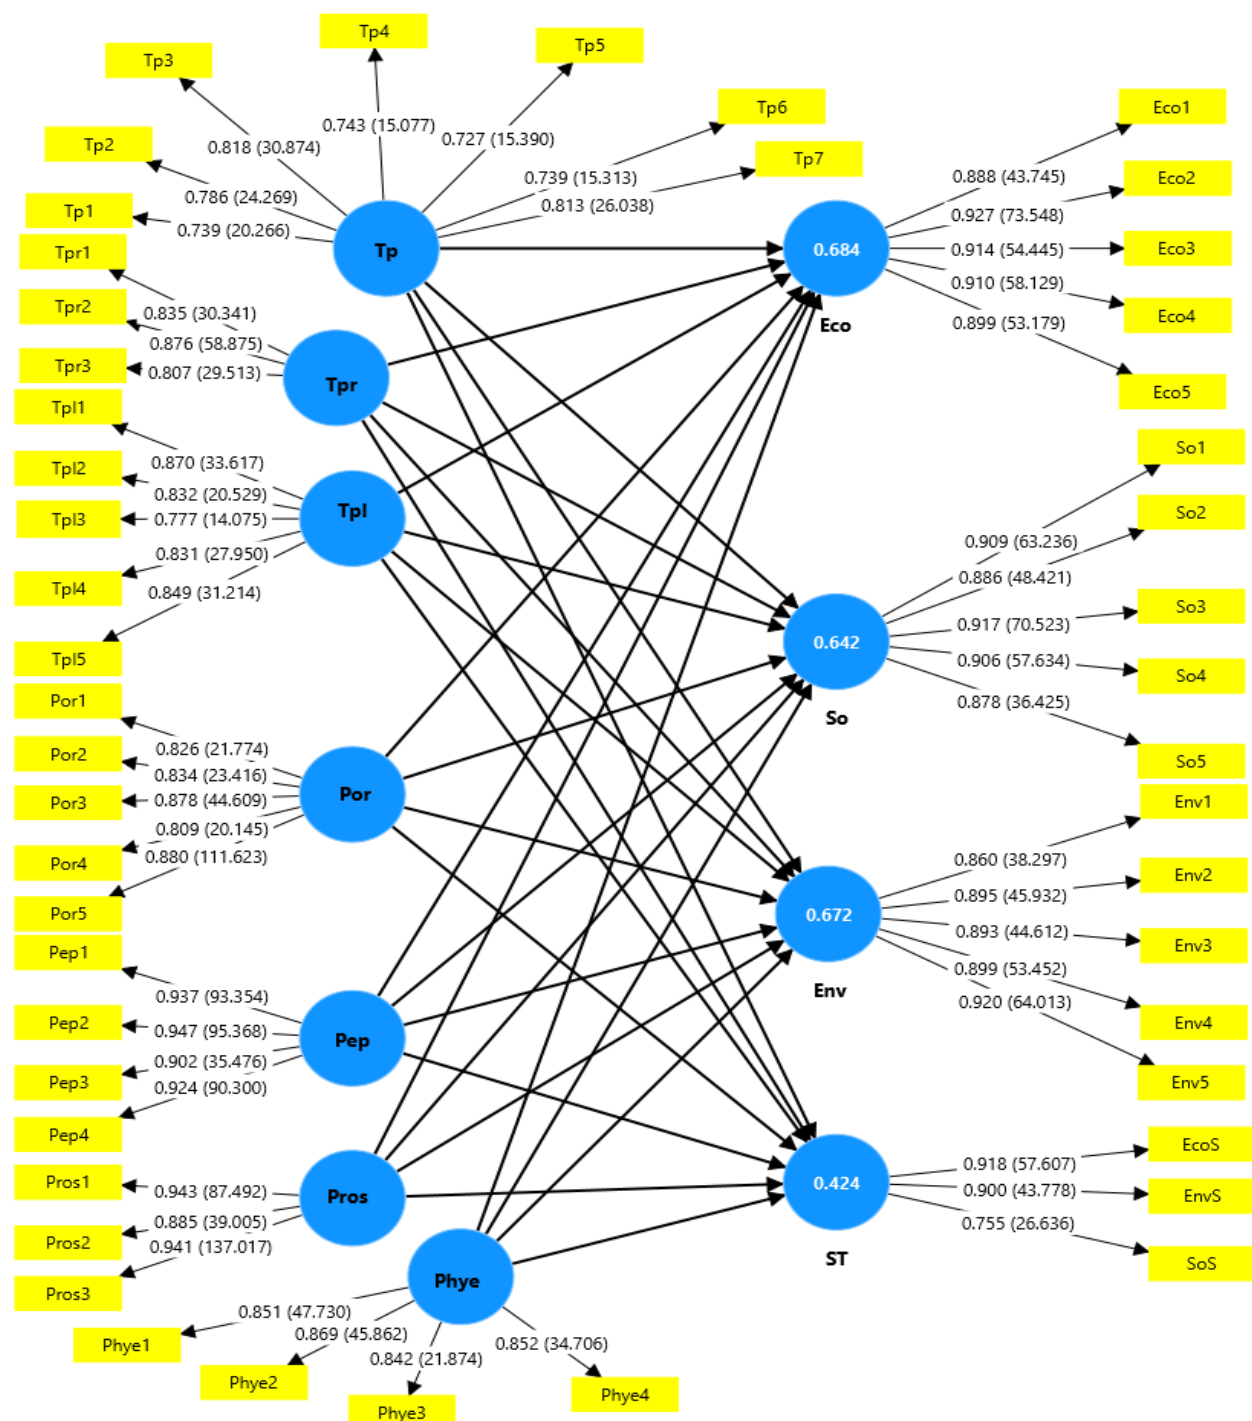 Tp4
Tp5
Tp3
Tp6
Eco1
0.743 (15.077)
0.727 (15.390)
Tp2
0.818 (30.874)
Tp7
0.888 (43.745)
Eco2
0.739 (15.313)
0.786 (24.269)
0.813 (26.038)
Tp1
0.927 (73.548)
0.739 (20.266)
Tp
0.684
0.914 (54.445)
Eco3
Tpr1
0.910 (58.129)
Tpr2
0.835 (30.341)
Eco4
Eco
0.899 (53.179)
0.876 (58.875)
Tpr3
0.807 (29.513)
Tpr
Eco5
Tpl1
So1
0.870 (33.617)
Tpl2
0.832 (20.529)
Tpl
So2
Tpl3
0.777 (14.075)
0.909 (63.236)
0.831 (27.950)
0.886 (48.421)
Tpl4
0.849 (31.214)
So3
0.917 (70.523)
0.642
Tpl5
0.906 (57.634)
So4
Por1
0.878 (36.425)
So
0.826 (21.774)
Por2
0.834 (23.416)
So5
Por3
0.878 (44.609)
Por
Env1
0.809 (20.145)
0.880 (111.623)
Por4
0.860 (38.297)
Env2
0.895 (45.932)
Por5
0.672
0.893 (44.612)
Env3
Pep1
0.899 (53.452)
0.937 (93.354)
Env
0.920 (64.013)
Pep2
0.947 (95.368)
Env4
Pep
0.902 (35.476)
Pep3
0.924 (90.300)
Env5
Pep4
EcoS
0.918 (57.607)
Pros1
0.943 (87.492)
Pros
0.424
0.900 (43.778)
EnvS
0.885 (39.005)
0.755 (26.636)
Pros2
0.941 (137.017)
ST
SoS
Pros3
Phye
0.851 (47.730)
0.869 (45.862)
0.852 (34.706)
Phye1
0.842 (21.874)
Phye2
Phye4
Phye3